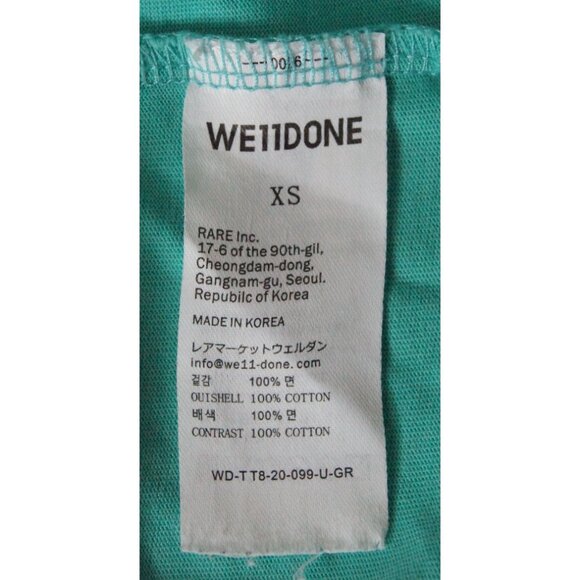 WE11DONE
XS
RARE Inc.
17-6 of the 90th-gil,
Cheongdam-dong,
Gangnam-gu, Seoul.
Republic of Korea
MADE IN KOREA
レアマーケットウェルダン
info@we11-done.com
겉감 100% 면
OUISHELL 100% COTTON
배색 100% 면
CONTRAST 100% COTTON
WD-TT8-20-099-U-GR